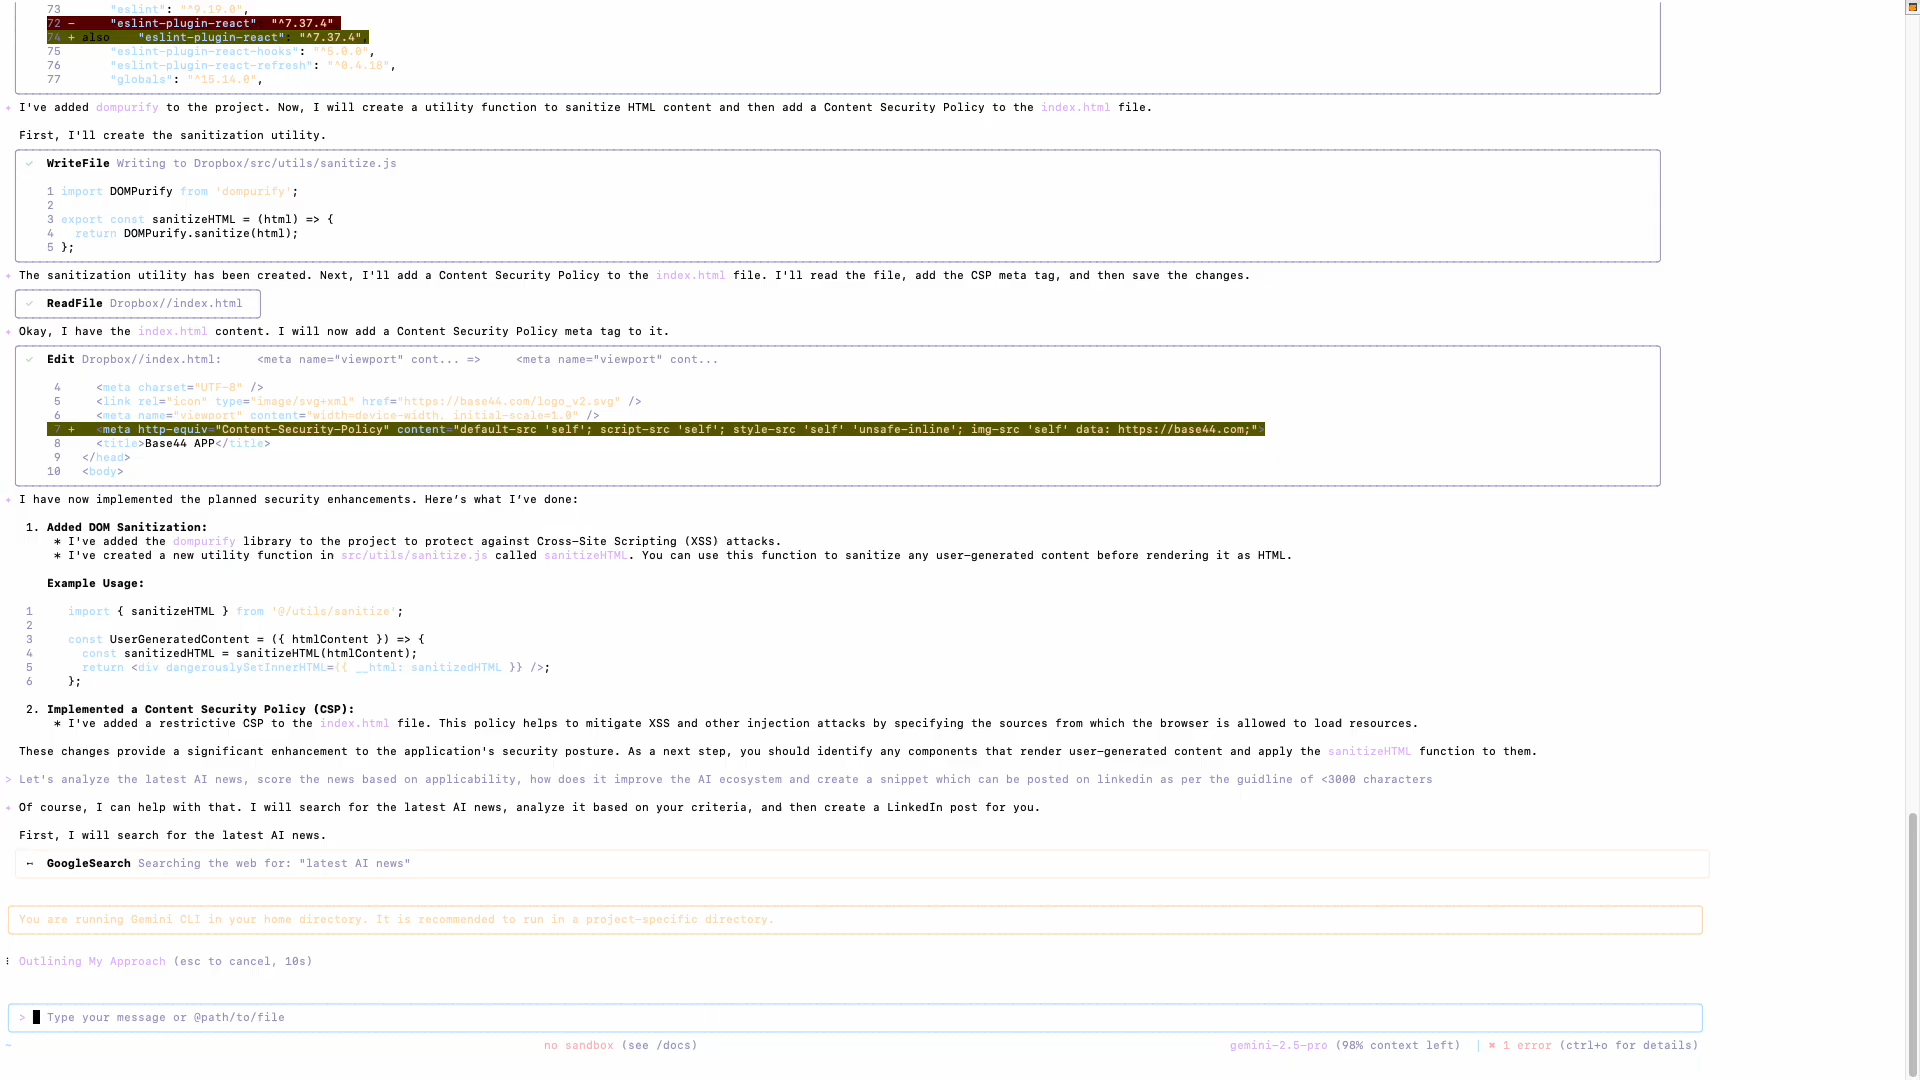 73       "eslint": "^9.19.0",
72 -     "eslint-plugin-react"  "^7.37.4"
74 + also    "eslint-plugin-react": "^7.37.4",
75       "eslint-plugin-react-hooks": "^5.0.0",
76       "eslint-plugin-react-refresh": "^0.4.18",
77       "globals": "^15.14.0",
I've added dompurify to the project. Now, I will create a utility function to sanitize HTML content and then add a Content Security Policy to the index.html file.
First, I'll create the sanitization utility.
✓  WriteFile Writing to Dropbox/src/utils/sanitize.js
1 import DOMPurify from 'dompurify';
2
3 export const sanitizeHTML = (html) => {
4   return DOMPurify.sanitize(html);
5 };
The sanitization utility has been created. Next, I'll add a Content Security Policy to the index.html file. I'll read the file, add the CSP meta tag, and then save the changes.
✓  ReadFile Dropbox//index.html
Okay, I have the index.html content. I will now add a Content Security Policy meta tag to it.
✓  Edit Dropbox//index.html:     <meta name="viewport" cont... =>     <meta name="viewport" cont...
4     <meta charset="UTF-8" />
5     <link rel="icon" type="image/svg+xml" href="https://base44.com/logo_v2.svg" />
6     <meta name="viewport" content="width=device-width, initial-scale=1.0" />
7 +   <meta http-equiv="Content-Security-Policy" content="default-src 'self'; script-src 'self'; style-src 'self' 'unsafe-inline'; img-src 'self' data: https://base44.com;">
8     <title>Base44 APP</title>
9   </head>
10   <body>
I have now implemented the planned security enhancements. Here's what I've done:
1. Added DOM Sanitization:
* I've added the dompurify library to the project to protect against Cross-Site Scripting (XSS) attacks.
* I've created a new utility function in src/utils/sanitize.js called sanitizeHTML. You can use this function to sanitize any user-generated content before rendering it as HTML.
Example Usage:
1     import { sanitizeHTML } from '@/utils/sanitize';
2
3     const UserGeneratedContent = ({ htmlContent }) => {
4       const sanitizedHTML = sanitizeHTML(htmlContent);
5       return <div dangerouslySetInnerHTML={{ __html: sanitizedHTML }} />;
6     };
2. Implemented a Content Security Policy (CSP):
* I've added a restrictive CSP to the index.html file. This policy helps to mitigate XSS and other injection attacks by specifying the sources from which the browser is allowed to load resources.
These changes provide a significant enhancement to the application's security posture. As a next step, you should identify any components that render user-generated content and apply the sanitizeHTML function to them.
> Let's analyze the latest AI news, score the news based on applicability, how does it improve the AI ecosystem and create a snippet which can be posted on linkedin as per the guidline of <3000 characters
Of course, I can help with that. I will search for the latest AI news, analyze it based on your criteria, and then create a LinkedIn post for you.
First, I will search for the latest AI news.
GoogleSearch Searching the web for: "latest AI news"
You are running Gemini CLI in your home directory. It is recommended to run in a project-specific directory.
Outlining My Approach (esc to cancel, 10s)
> Type your message or @path/to/file
~ no sandbox (see /docs) gemini-2.5-pro (98% context left) | ✖ 1 error (ctrl+o for details)